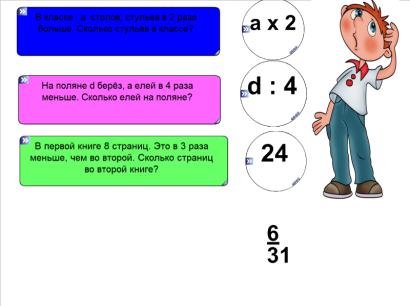 В классе a столов, стульев в 2 раза
больше. Сколько стульев в классе?
a x 2
На поляне d берёз, а елей в 4 раза
меньше. Сколько елей на поляне?
d : 4
В первой книге 8 страниц. Это в 3 раза
меньше, чем во второй. Сколько страниц
во второй книге?
24
6
31